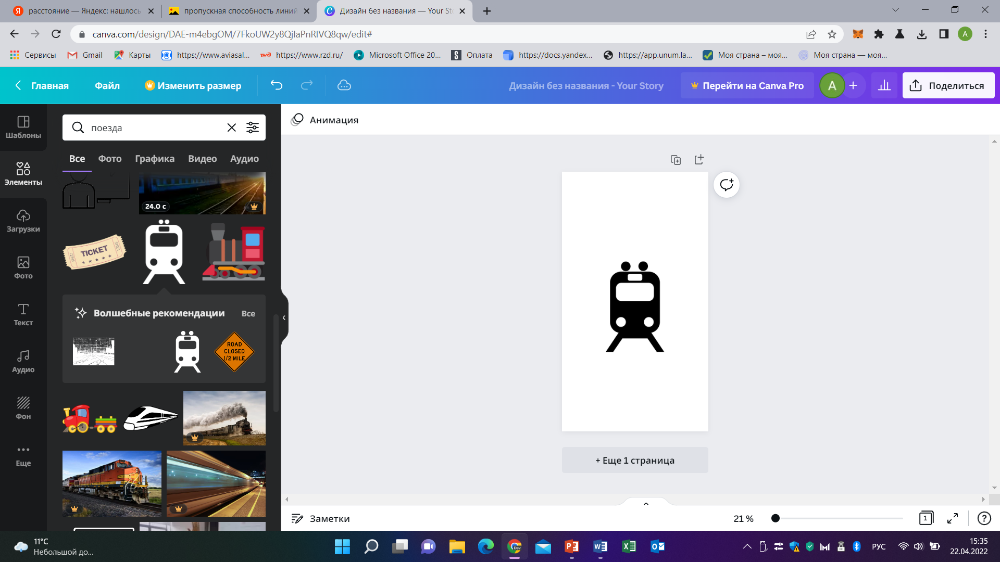 расстояние — Яндекс: нашлось
пропускная способность линий
Дизайн без названия — Your St
canva.com/design/DAE-m4ebgOM/7FkoUW2y8QjIaPnRIVQ8qw/edit#
A
Сервисы
Gmail
Карты
https://www.aviasal...
https://www.rzd.ru/
Microsoft Office 20...
Оплата
https://docs.yandex...
https://app.unum.la...
Моя страна – моя...
Моя страна — моя...
Главная
Файл
Изменить размер
Дизайн без названия - Your Story
Перейти на Canva Pro
A
Поделиться
Шаблоны
Элементы
Загрузки
Фото
Текст
Аудио
Фон
Еще
поезда
Все
Фото
Графика
Видео
Аудио
24.0 с
TICKET
Волшебные рекомендации
Все
ROAD
CLOSED
1/2 MILE
Анимация
+ Еще 1 страница
Заметки
21 %
1
11°C
Небольшой до...
РУС
15:35
22.04.2022